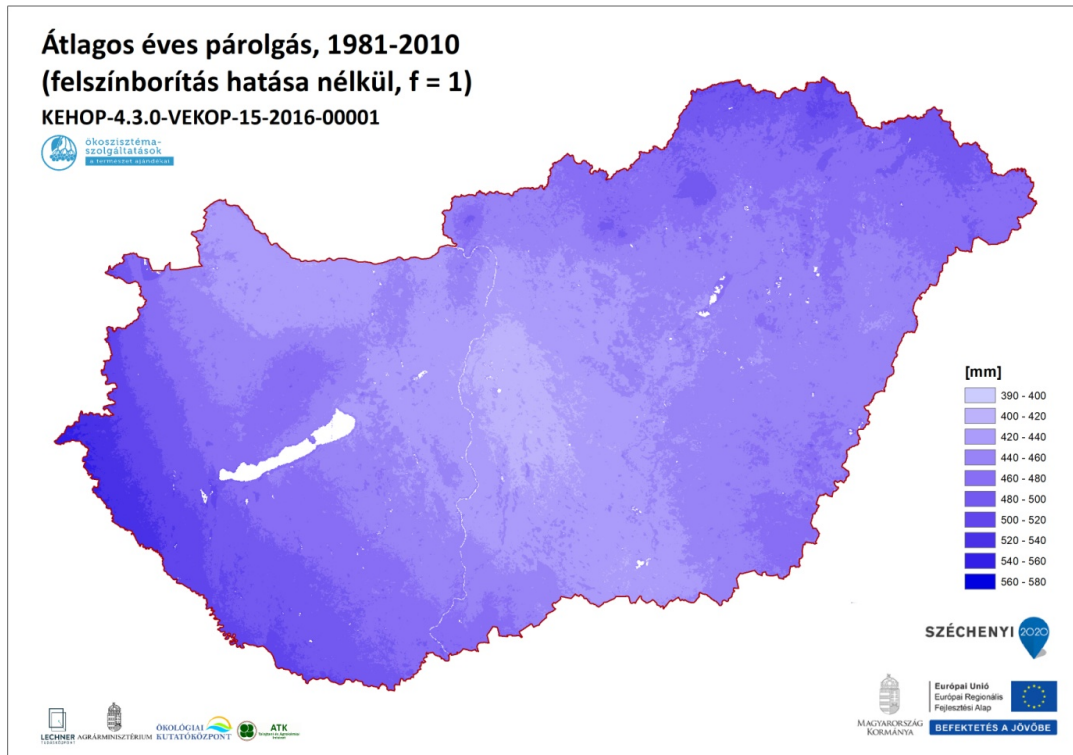 Átlagos éves párolgás, 1981-2010
(felszínborítás hatása nélkül, f = 1)
KEHOP-4.3.0-VEKOP-15-2016-00001
ökoszisztéma-
szolgáltatások
a természet ajándékai
[mm]
390 - 400
400 - 420
420 - 440
440 - 460
460 - 480
480 - 500
500 - 520
520 - 540
540 - 560
560 - 580
SZÉCHENYI 2020
MAGYARORSZÁG
KORMÁNYA
Európai Unió
Európai Regionális
Fejlesztési Alap
BEFEKTETÉS A JÖVŐBE
LECHNER
TUDÁSKÖZPONT
AGRÁRMINISZTÉRIUM
ÖKOLÓGIAI
KUTATÓKÖZPONT
ATK